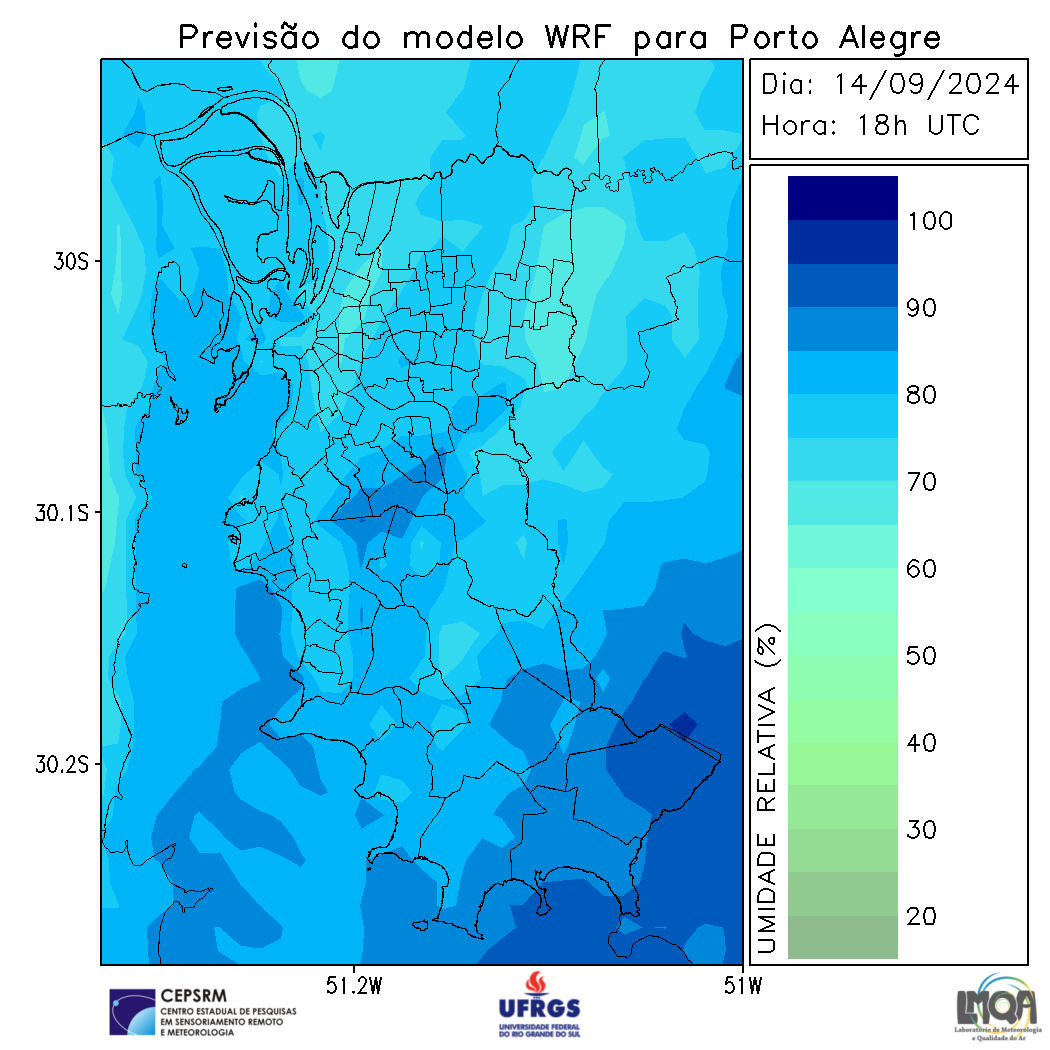 Previsão do modelo WRF para Porto Alegre
Dia: 14/09/2024
Hora: 18h UTC
30S
30.1S
30.2S
51.2W
51W
UMIDADE RELATIVA (%)
100
90
80
70
60
50
40
30
20
CEPSRM
CENTRO ESTADUAL DE PESQUISAS
EM SENSORIAMENTO REMOTO
E METEOROLOGIA
UFRGS
UNIVERSIDADE FEDERAL
DO RIO GRANDE DO SUL
LMQA
Laboratório de Meteorologia
e Qualidade do Ar